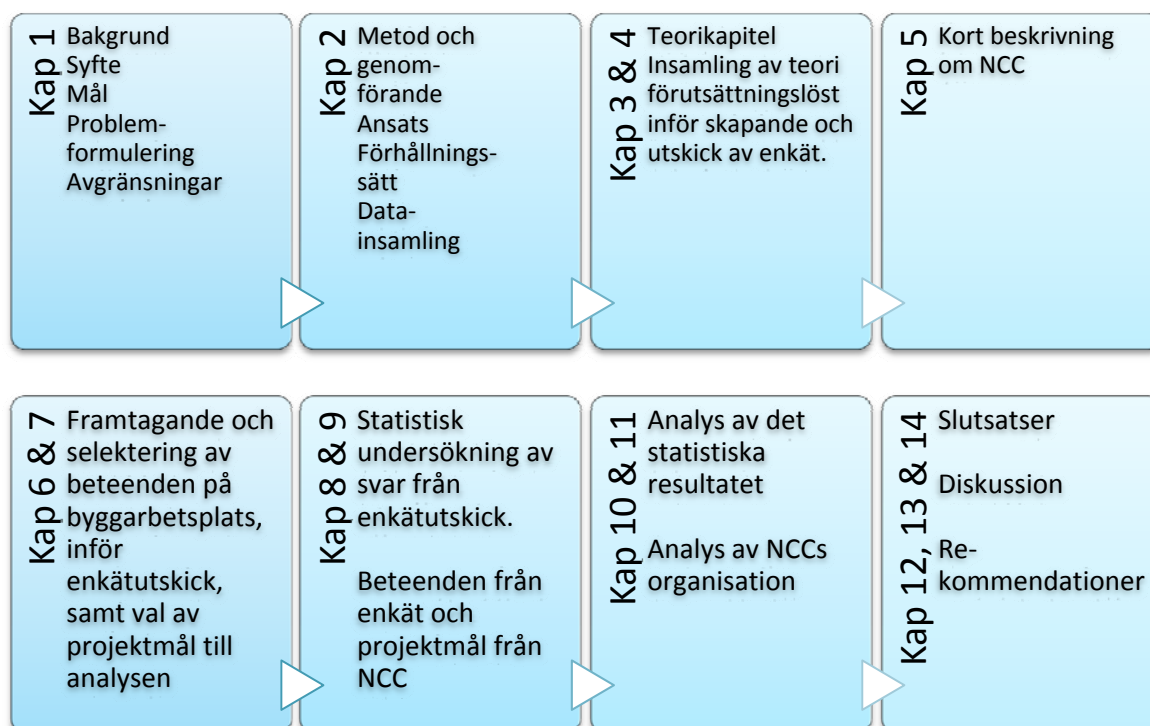 Kap 1
Bakgrund
Syfte
Mål
Problem-
formulering
Avgränsningar
Kap 2
Metod och
genom-
förande
Ansats
Förhållnings-
sätt
Data-
insamling
Kap 3 & 4
Teorikapitel
Insamling av teori
förutsättningslöst
inför skapande och
utskick av enkät.
Kap 5
Kort beskrivning
om NCC
Kap 6 & 7
Framtagande och
selektering av
beteenden på
byggarbetsplats,
inför
enkätutskick,
samt val av
projektmål till
analysen
Kap 8 & 9
Statistisk
undersökning av
svar från
enkätutskick.
Beteenden från
enkät och
projektmål från
NCC
Kap 10 & 11
Analys av det
statistiska
resultatet
Analys av NCCs
organisation
Kap 12, 13 & 14
Slutsatser
Diskussion
Re-
kommendationer